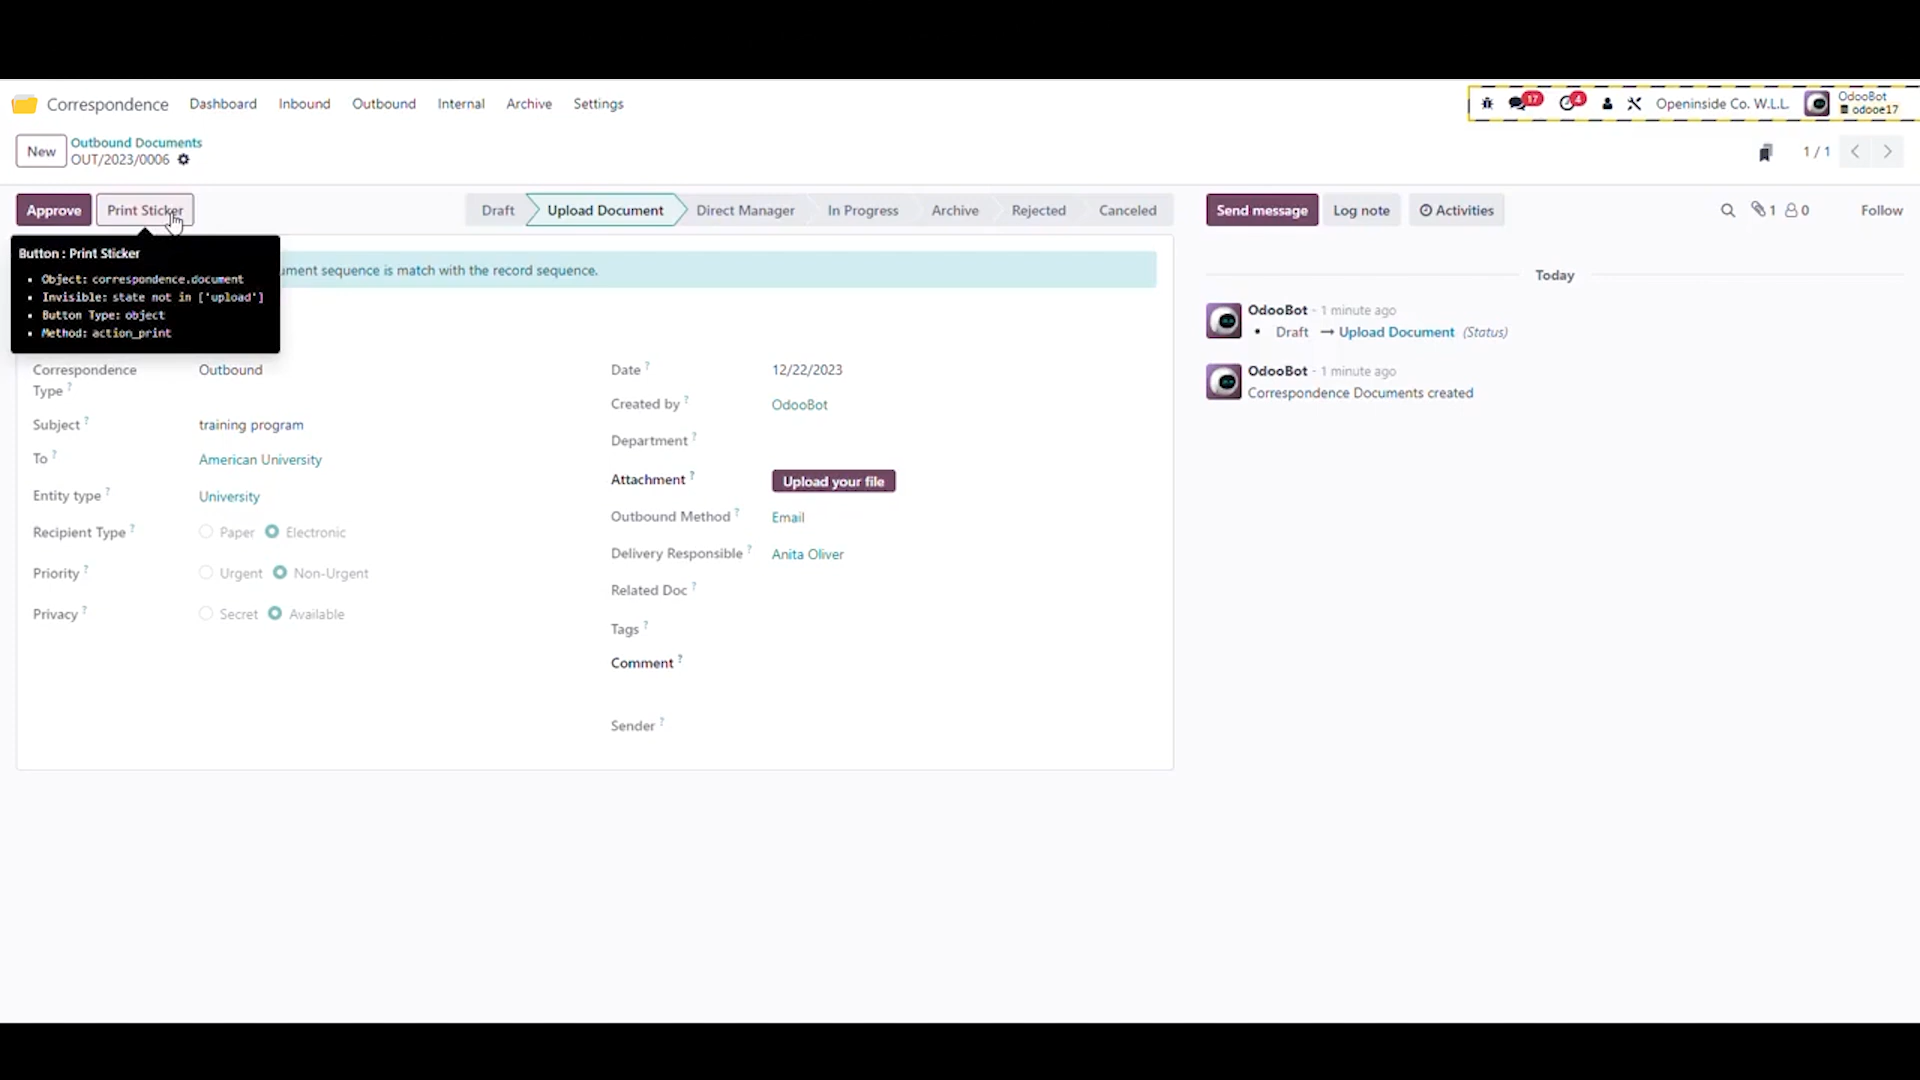 Correspondence Dashboard Inbound Outbound Internal Archive Settings
17 4 Openinside Co. W.L.L. OdooBot
odooe17
New Outbound Documents
OUT/2023/0006
1 / 1
Approve Print Sticker
Draft Upload Document Direct Manager In Progress Archive Rejected Canceled
Send message Log note Activities 1 0 Follow
Button : Print Sticker
• Object: correspondence.document
• Invisible: state not in ['upload']
• Button Type: object
• Method: action_print
sequence is match with the record sequence.
Correspondence Type ? Outbound
Subject ? training program
To ? American University
Entity type ? University
Recipient Type ? Paper Electronic
Priority ? Urgent Non-Urgent
Privacy ? Secret Available
Date ? 12/22/2023
Created by ? OdooBot
Department ?
Attachment ? Upload your file
Outbound Method ? Email
Delivery Responsible ? Anita Oliver
Related Doc ?
Tags ?
Comment ?
Sender ?
Today
OdooBot - 1 minute ago
• Draft → Upload Document (Status)
OdooBot - 1 minute ago
Correspondence Documents created